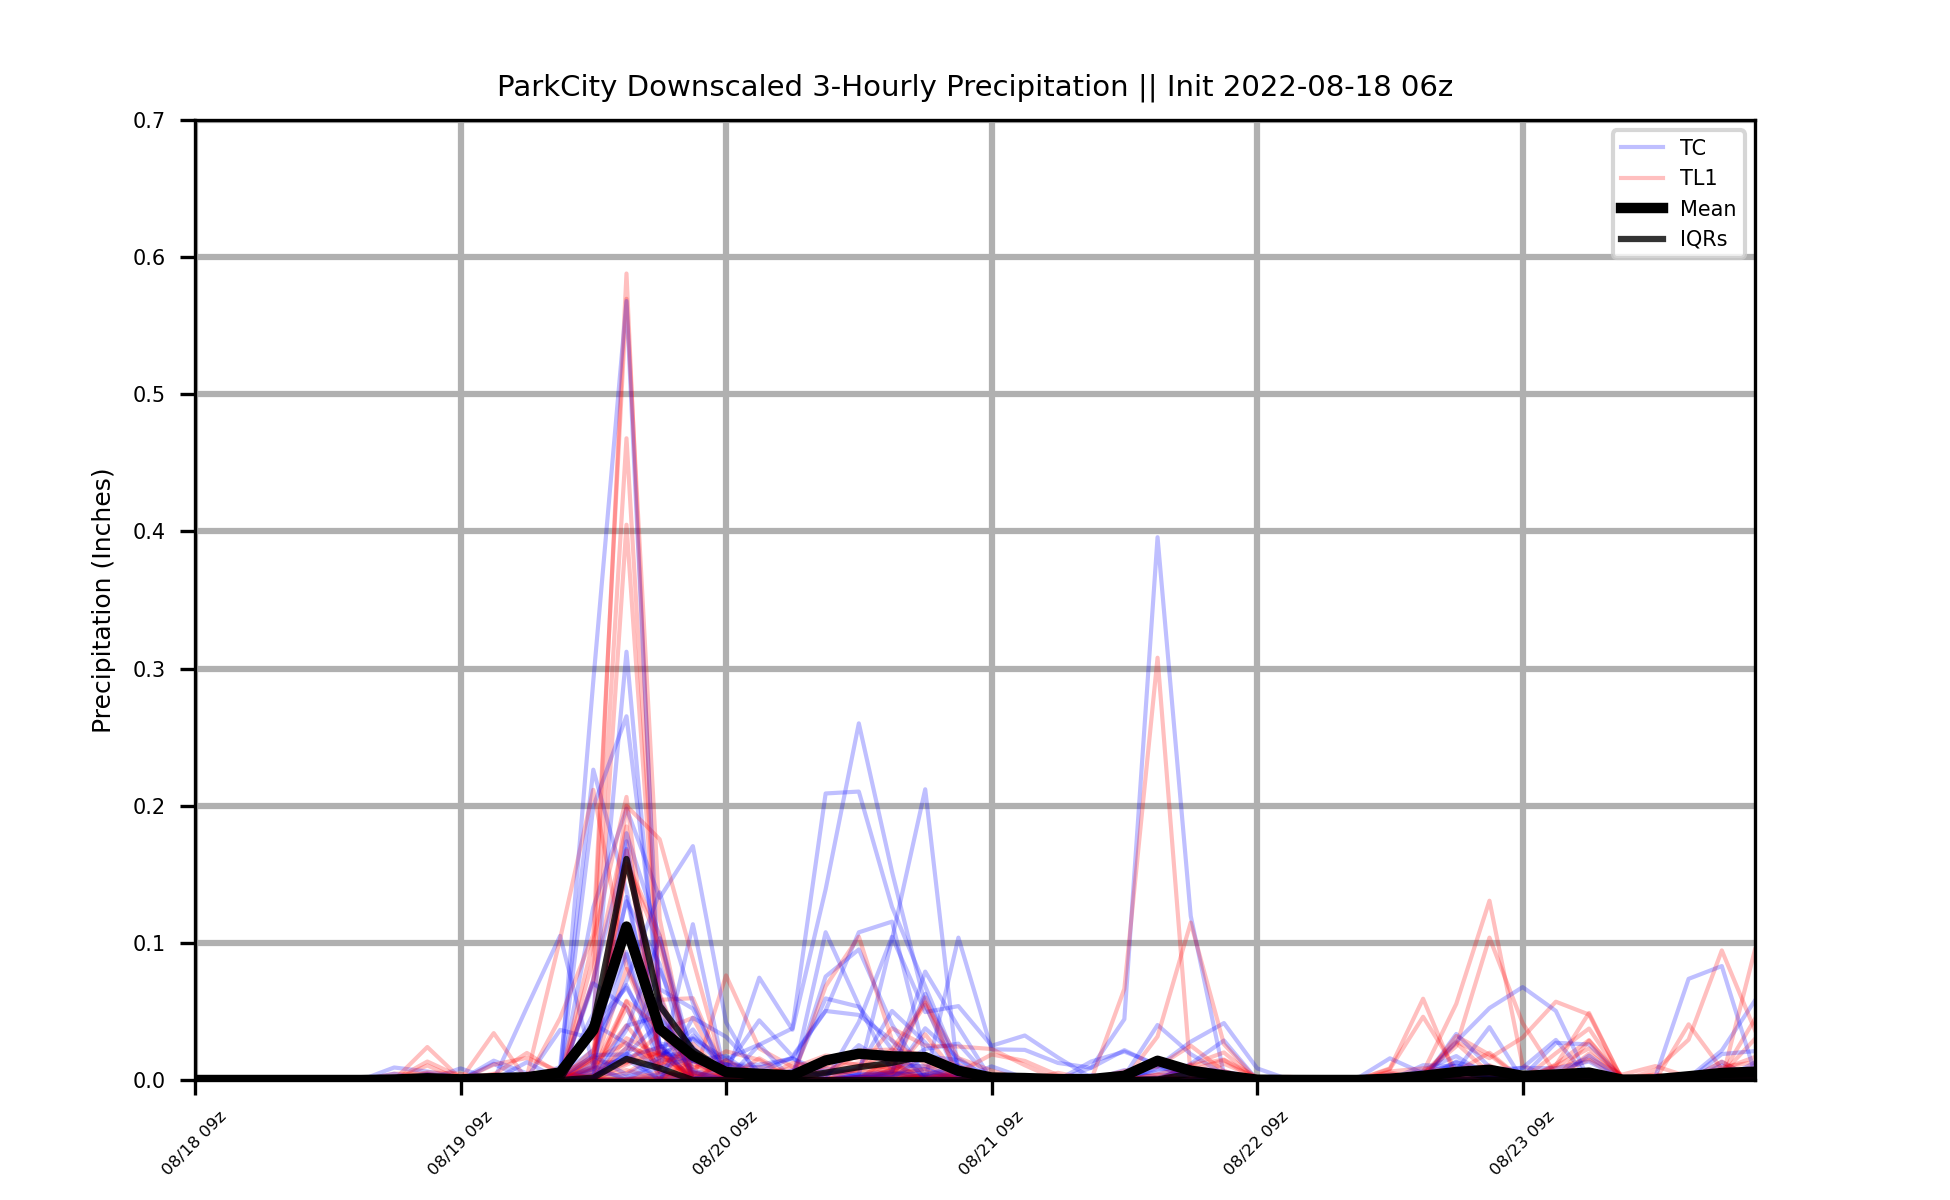 ParkCity Downscaled 3-Hourly Precipitation || Init 2022-08-18 06z
Precipitation (Inches)
0.7
0.6
0.5
0.4
0.3
0.2
0.1
0.0
TC
TL1
Mean
IQRs
08/18 09z
08/19 09z
08/20 09z
08/21 09z
08/22 09z
08/23 09z